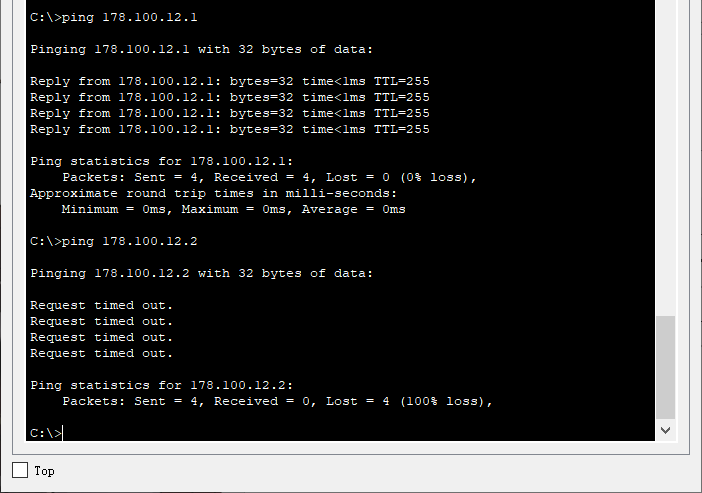 C:\>ping 178.100.12.1
Pinging 178.100.12.1 with 32 bytes of data:
Reply from 178.100.12.1: bytes=32 time<1ms TTL=255
Reply from 178.100.12.1: bytes=32 time<1ms TTL=255
Reply from 178.100.12.1: bytes=32 time<1ms TTL=255
Reply from 178.100.12.1: bytes=32 time<1ms TTL=255
Ping statistics for 178.100.12.1:
    Packets: Sent = 4, Received = 4, Lost = 0 (0% loss),
Approximate round trip times in milli-seconds:
    Minimum = 0ms, Maximum = 0ms, Average = 0ms
C:\>ping 178.100.12.2
Pinging 178.100.12.2 with 32 bytes of data:
Request timed out.
Request timed out.
Request timed out.
Request timed out.
Ping statistics for 178.100.12.2:
    Packets: Sent = 4, Received = 0, Lost = 4 (100% loss),
C:\>
Top